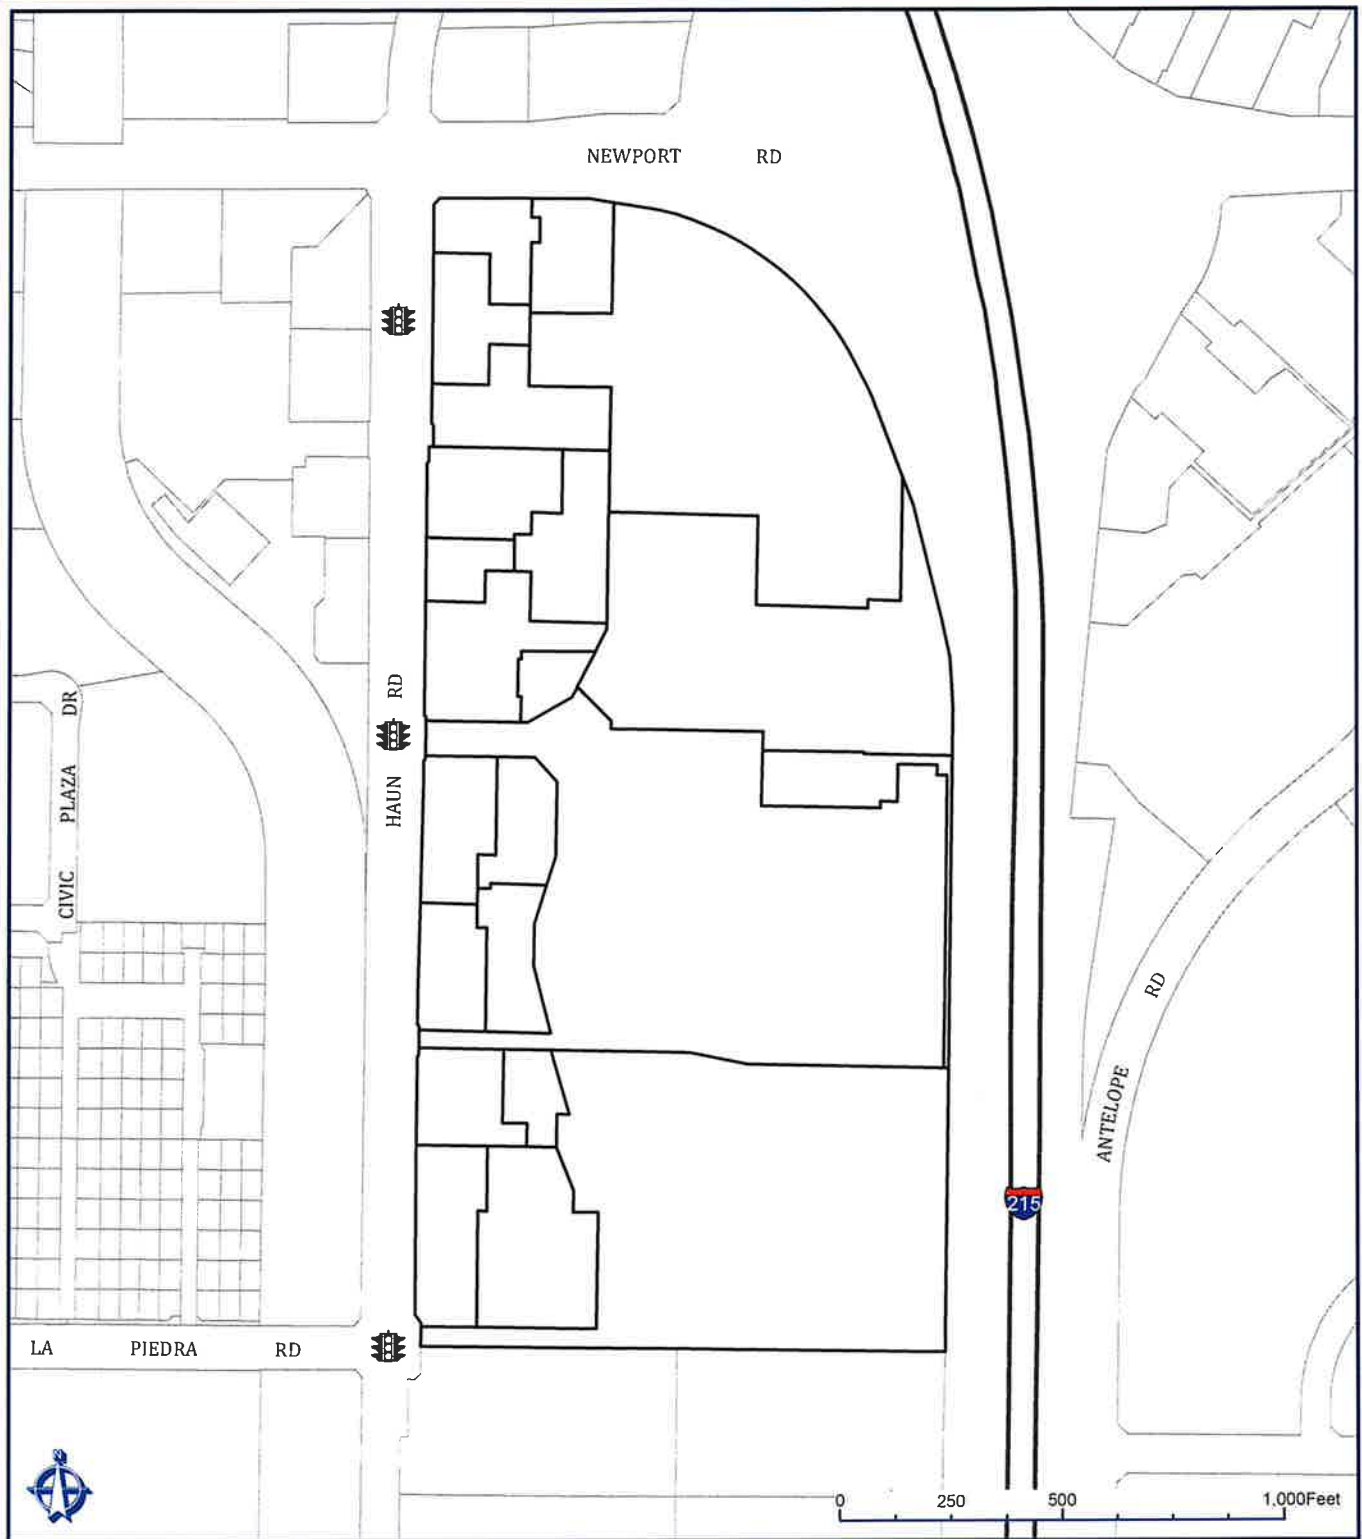 NEWPORT RD
HAUN RD
CIVIC PLAZA DR
ANTELOPE RD
215
LA PIEDRA RD
N
0 250 500 1,000Feet